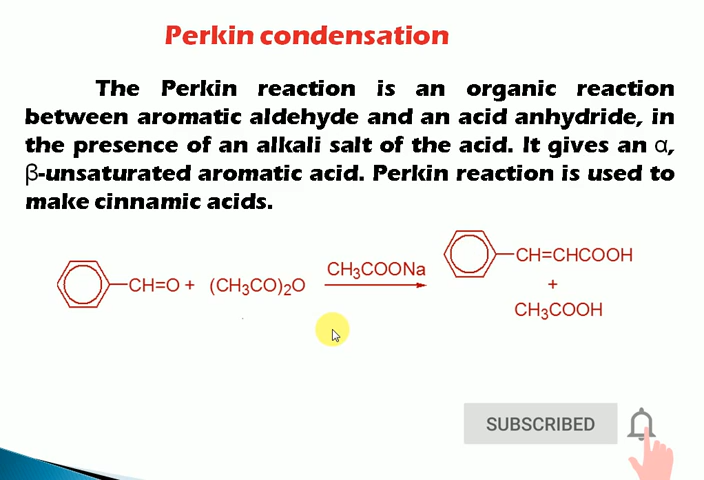 Perkin condensation
The Perkin reaction is an organic reaction
between aromatic aldehyde and an acid anhydride, in
the presence of an alkali salt of the acid. It gives an α,
β-unsaturated aromatic acid. Perkin reaction is used to
make cinnamic acids.
CH=O + (CH₃CO)₂O
CH₃COONa
CH=CHCOOH
+
CH₃COOH
SUBSCRIBED